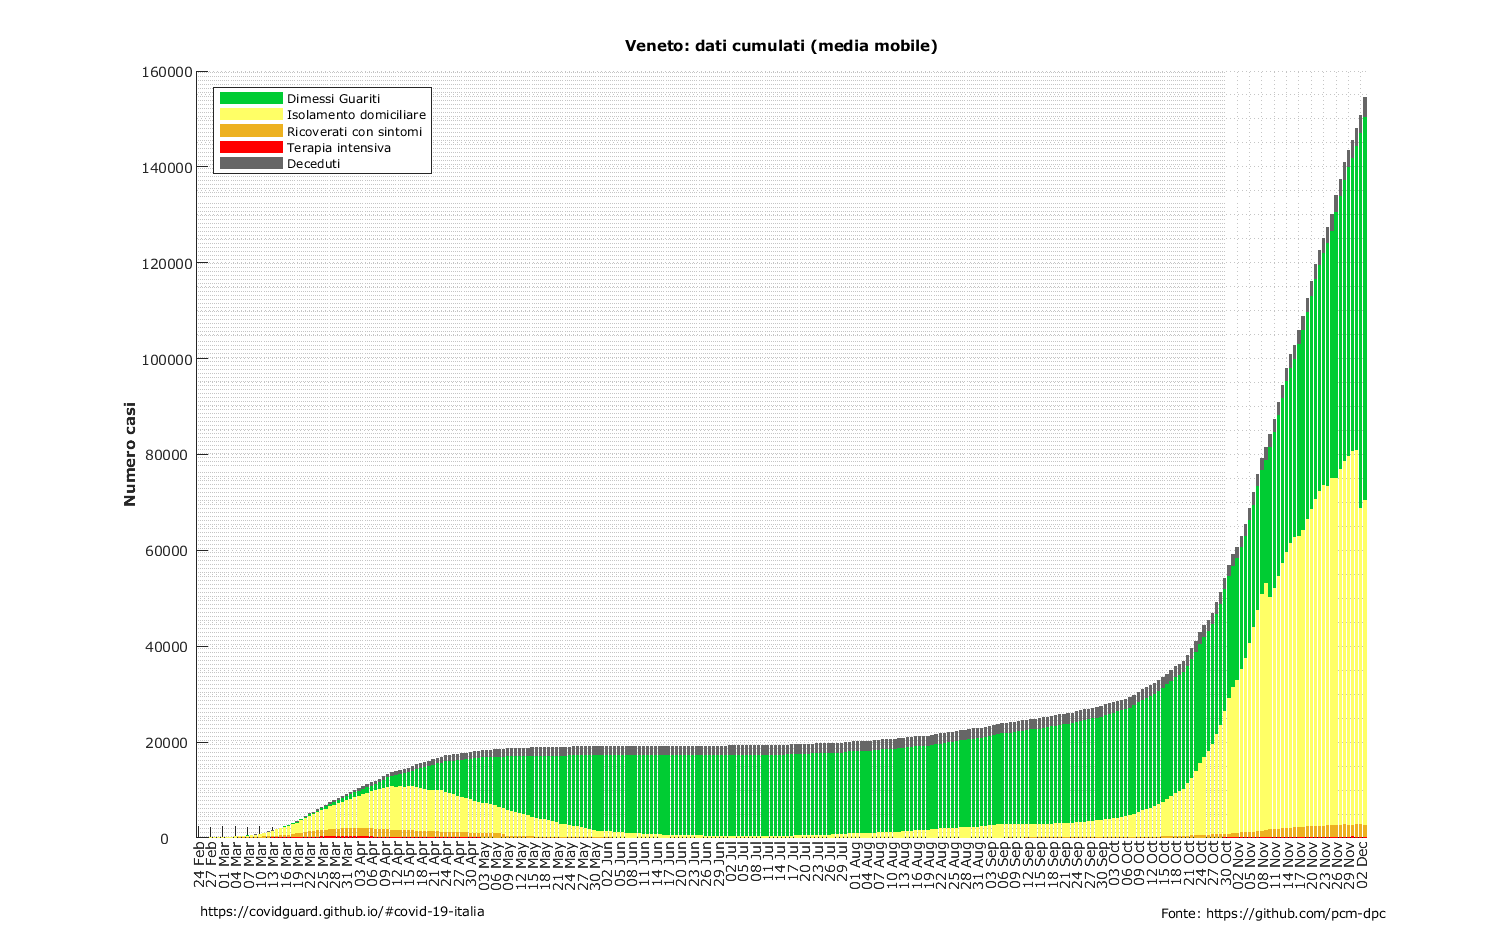 Veneto: dati cumulati (media mobile)
160000
140000
120000
100000
80000
60000
40000
20000
0
Numero casi
Dimessi Guariti
Isolamento domiciliare
Ricoverati con sintomi
Terapia intensiva
Deceduti
24 Feb
27 Feb
01 Mar
04 Mar
07 Mar
10 Mar
13 Mar
16 Mar
19 Mar
22 Mar
25 Mar
28 Mar
31 Mar
03 Apr
06 Apr
09 Apr
12 Apr
15 Apr
18 Apr
21 Apr
24 Apr
27 Apr
30 Apr
03 May
06 May
09 May
12 May
15 May
18 May
21 May
24 May
27 May
30 May
02 Jun
05 Jun
08 Jun
11 Jun
14 Jun
17 Jun
20 Jun
23 Jun
26 Jun
29 Jun
02 Jul
05 Jul
08 Jul
11 Jul
14 Jul
17 Jul
20 Jul
23 Jul
26 Jul
29 Jul
01 Aug
04 Aug
07 Aug
10 Aug
13 Aug
16 Aug
19 Aug
22 Aug
25 Aug
28 Aug
31 Aug
03 Sep
06 Sep
09 Sep
12 Sep
15 Sep
18 Sep
21 Sep
24 Sep
27 Sep
30 Sep
03 Oct
06 Oct
09 Oct
12 Oct
15 Oct
18 Oct
21 Oct
24 Oct
27 Oct
30 Oct
02 Nov
05 Nov
08 Nov
11 Nov
14 Nov
17 Nov
20 Nov
23 Nov
26 Nov
29 Nov
02 Dec
https://covidguard.github.io/#covid-19-italia
Fonte: https://github.com/pcm-dpc